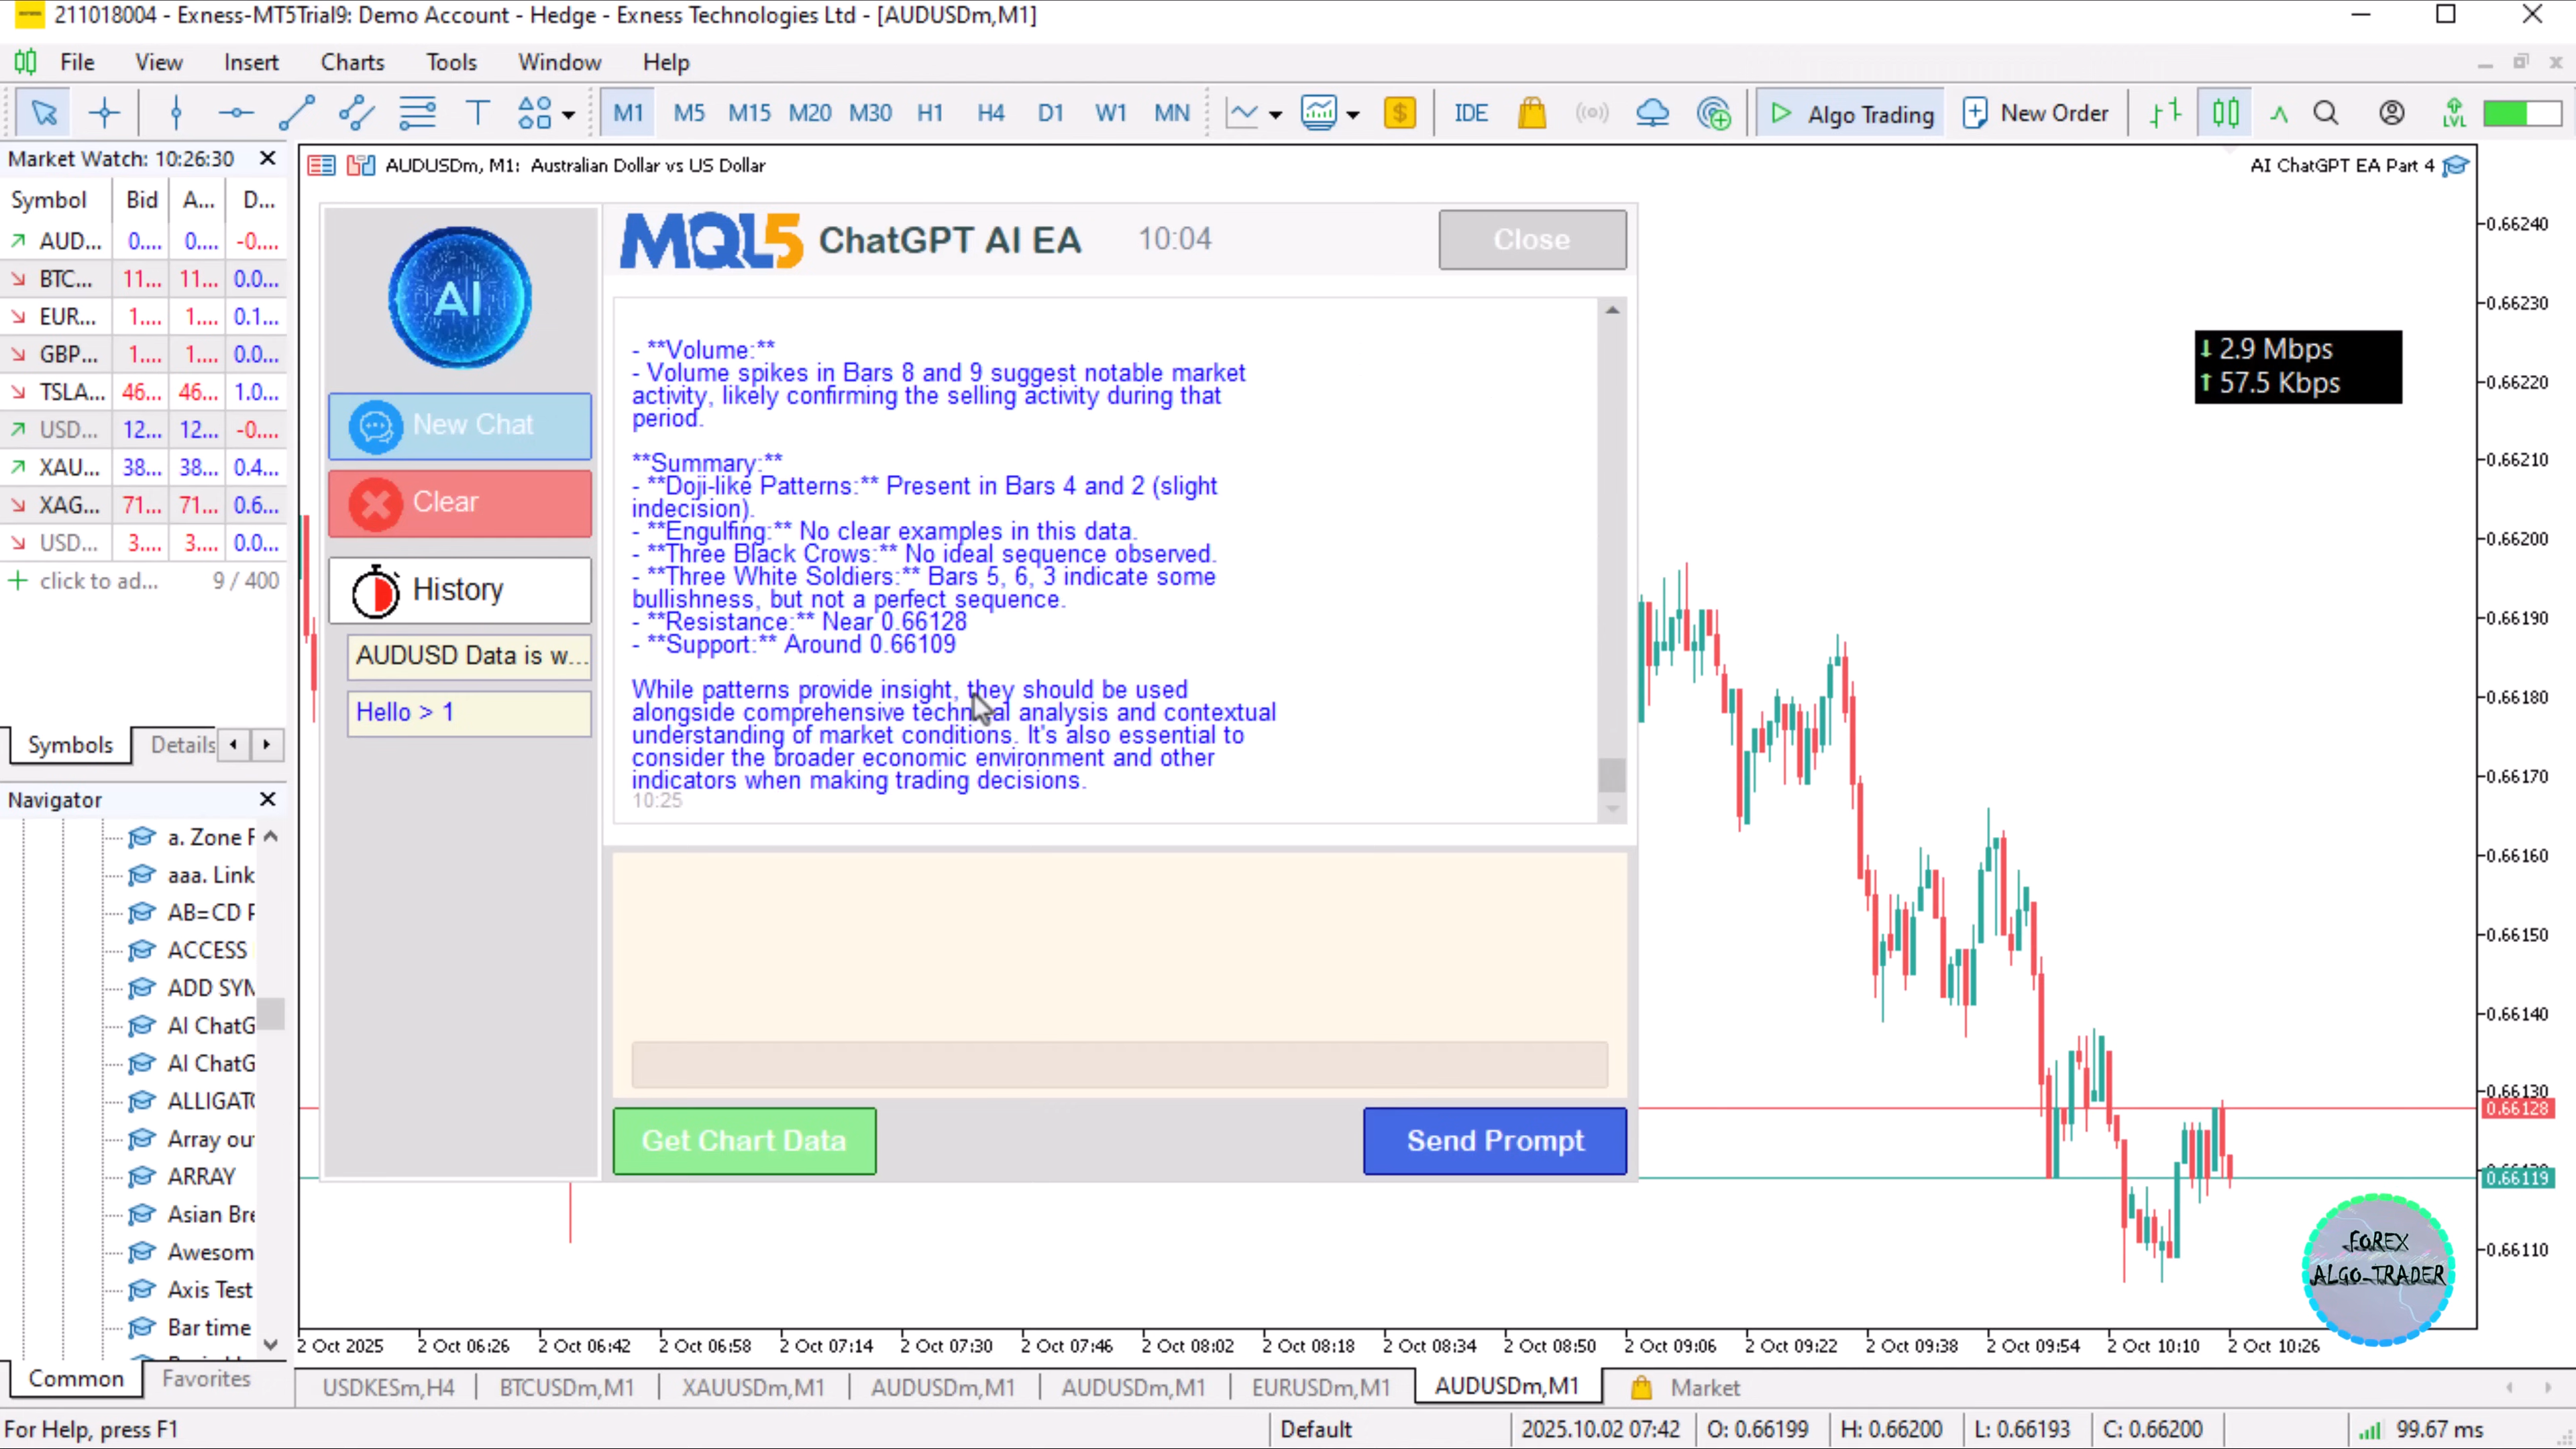 211018004 - Exness-MT5Trial9: Demo Account - Hedge - Exness Technologies Ltd - [AUDUSDm,M1]
File View Insert Charts Tools Window Help
M1 M5 M15 M20 M30 H1 H4 D1 W1 MN IDE Algo Trading New Order LVL
Market Watch: 10:26:30
Symbol Bid A... D...
AUD... 0.... 0.... -0....
BTC... 11... 11... 0.0...
EUR... 1.... 1.... 0.1...
GBP... 1.... 1.... 0.0...
TSLA... 46... 46... 1.0...
USD... 12... 12... -0....
XAU... 38... 38... 0.4...
XAG... 71... 71... 0.6...
USD... 3.... 3.... 0.0...
click to ad... 9 / 400
Symbols Details
Navigator
a. Zone
aaa. Link
AB=CD
ACCESS
ADD SYM
AI ChatG
AI ChatG
ALLIGAT
Array ou
ARRAY
Asian Bre
Awesom
Axis Test
Bar time
Common Favorites
AUDUSDm, M1: Australian Dollar vs US Dollar
AI ChatGPT EA Part 4
AI
MQL5 ChatGPT AI EA 10:04 Close
New Chat
Clear
History
AUDUSD Data is w...
Hello > 1
- **Volume:**
- Volume spikes in Bars 8 and 9 suggest notable market
activity, likely confirming the selling activity during that
period.
**Summary:**
- **Doji-like Patterns:** Present in Bars 4 and 2 (slight
indecision).
- **Engulfing:** No clear examples in this data.
- **Three Black Crows:** No ideal sequence observed.
- **Three White Soldiers:** Bars 5, 6, 3 indicate some
bullishness, but not a perfect sequence.
- **Resistance:** Near 0.66128
- **Support:** Around 0.66109
While patterns provide insight, they should be used
alongside comprehensive technical analysis and contextual
understanding of market conditions. It's also essential to
consider the broader economic environment and other
indicators when making trading decisions.
10:25
Get Chart Data Send Prompt
2.9 Mbps
57.5 Kbps
0.66240
0.66230
0.66220
0.66210
0.66200
0.66190
0.66180
0.66170
0.66160
0.66150
0.66140
0.66130
0.66128
0.66119
0.66110
FOREX
ALGO-TRADER
2 Oct 2025 2 Oct 06:26 2 Oct 06:42 2 Oct 06:58 2 Oct 07:14 2 Oct 07:30 2 Oct 07:46 2 Oct 08:02 2 Oct 08:18 2 Oct 08:34 2 Oct 08:50 2 Oct 09:06 2 Oct 09:22 2 Oct 09:38 2 Oct 09:54 2 Oct 10:10 2 Oct 10:26
USDKESm,H4 BTCUSDm,M1 XAUUSDm,M1 AUDUSDm,M1 AUDUSDm,M1 EURUSDm,M1 AUDUSDm,M1 Market
For Help, press F1 Default 2025.10.02 07:42 O: 0.66199 H: 0.66200 L: 0.66193 C: 0.66200 99.67 ms